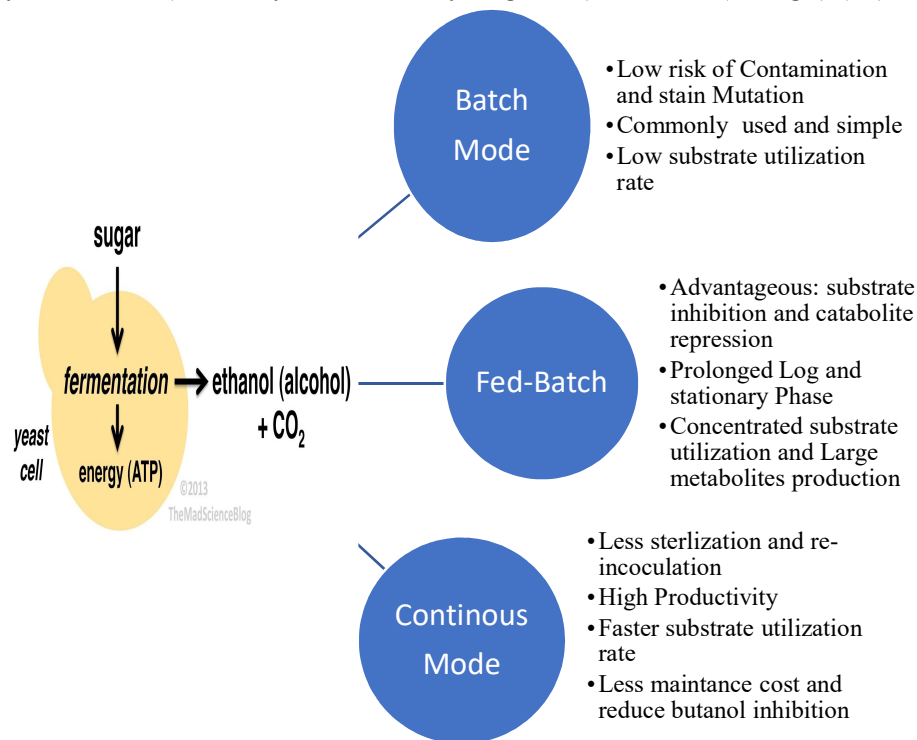 sugar
fermentation
ethanol (alcohol)
+ CO2
yeast
cell
energy (ATP)
©2013
TheMadScienceBlog
Batch
Mode
•Low risk of Contamination
and stain Mutation
•Commonly used and simple
•Low substrate utilization
rate
Fed-Batch
•Advantageous: substrate
inhibition and catabolite
repression
•Prolonged Log and
stationary Phase
•Concentrated substrate
utilization and Large
metabolites production
Continous
Mode
•Less sterlization and re-
incoculation
•High Productivity
•Faster substrate utilization
rate
•Less maintance cost and
reduce butanol inhibition